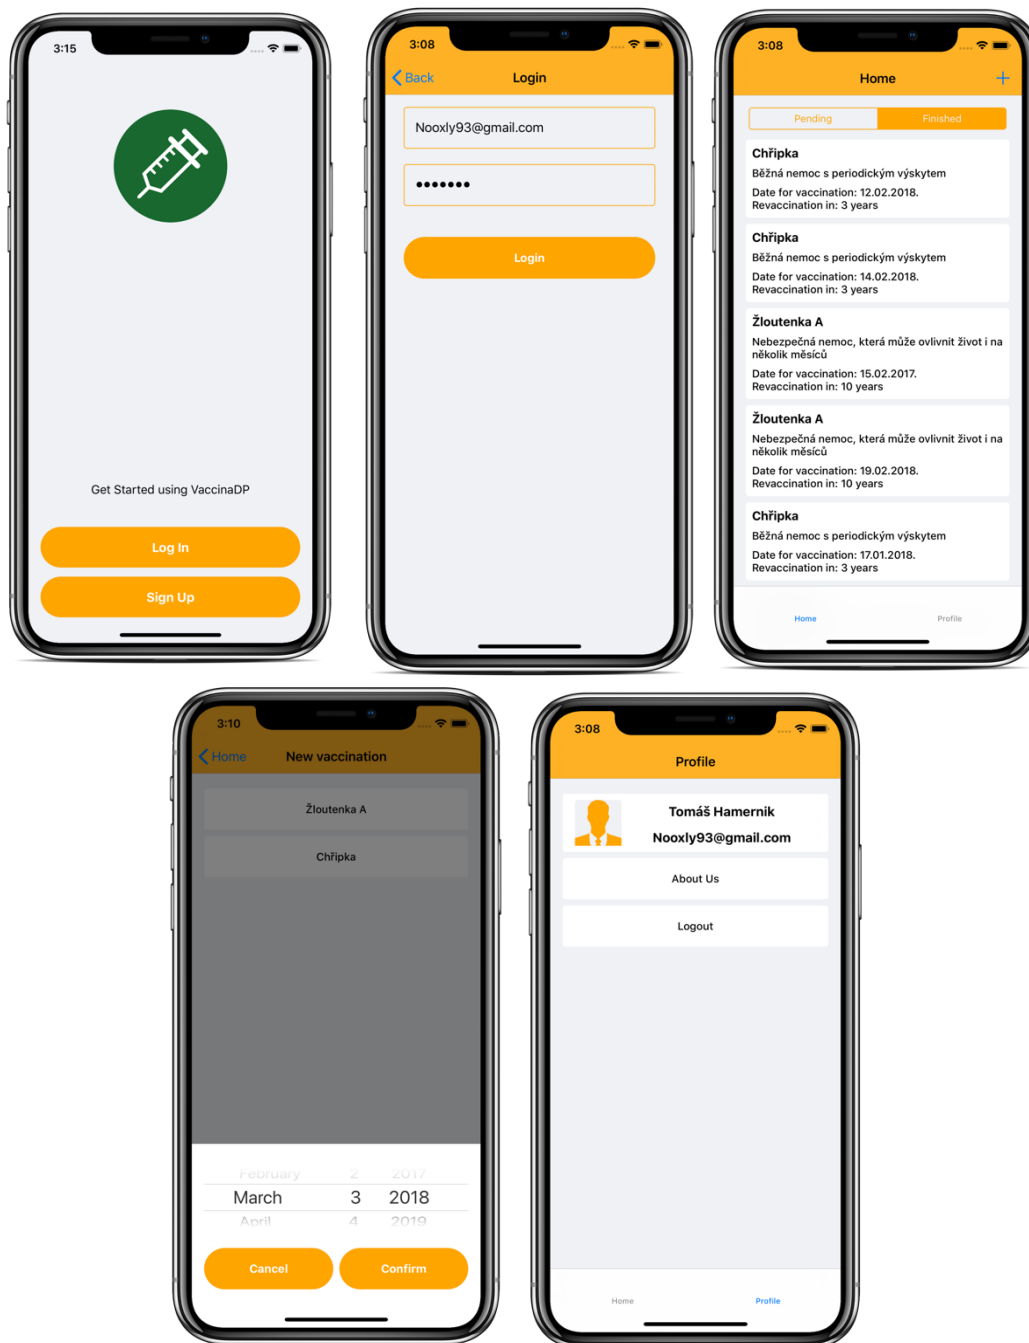 3:15
Get Started using VaccinaDP
Log In
Sign Up
3:08
Back
Login
Nooxly93@gmail.com
•••••••
Login
3:08
Home
+
Pending
Finished
Chřipka
Běžná nemoc s periodickým výskytem
Date for vaccination: 12.02.2018.
Revaccination in: 3 years
Chřipka
Běžná nemoc s periodickým výskytem
Date for vaccination: 14.02.2018.
Revaccination in: 3 years
Žloutenka A
Nebezpečná nemoc, která může ovlivnit život i na
několik měsíců
Date for vaccination: 15.02.2017.
Revaccination in: 10 years
Žloutenka A
Nebezpečná nemoc, která může ovlivnit život i na
několik měsíců
Date for vaccination: 19.02.2018.
Revaccination in: 10 years
Chřipka
Běžná nemoc s periodickým výskytem
Date for vaccination: 17.01.2018.
Revaccination in: 3 years
Home
Profile
3:10
Home
New vaccination
Žloutenka A
Chřipka
February 2 2017
March 3 2018
April 4 2019
Cancel
Confirm
3:08
Profile
Tomáš Hamernik
Nooxly93@gmail.com
About Us
Logout
Home
Profile